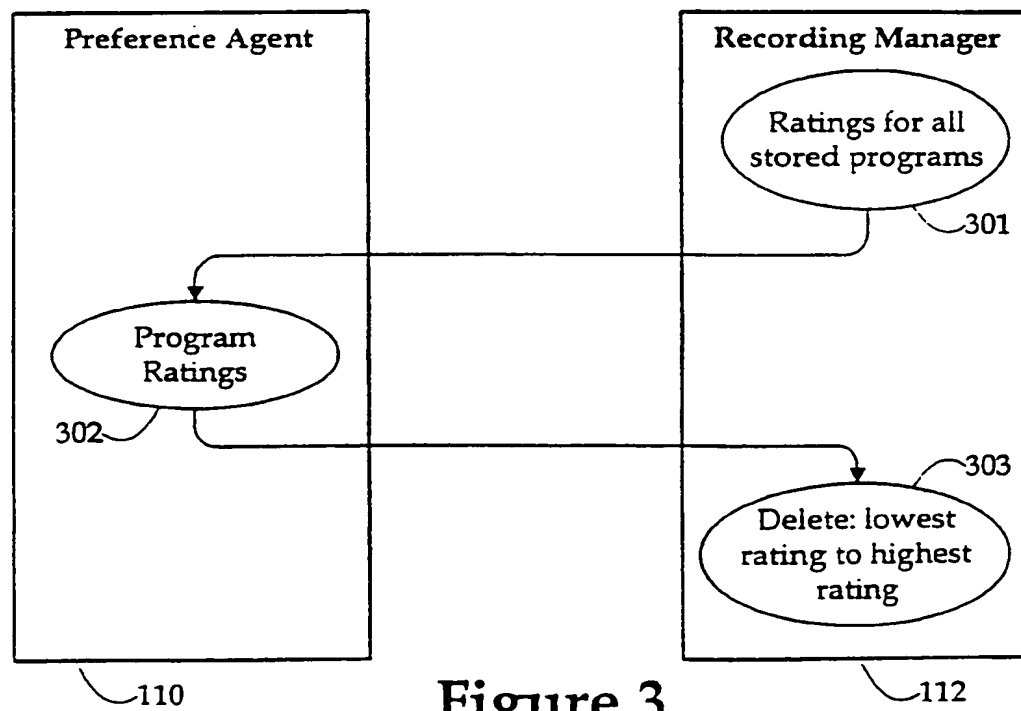 Preference Agent
Recording Manager
Ratings for all
stored programs
301
Program
Ratings
302
303
Delete: lowest
rating to highest
rating
110
112
Figure 3